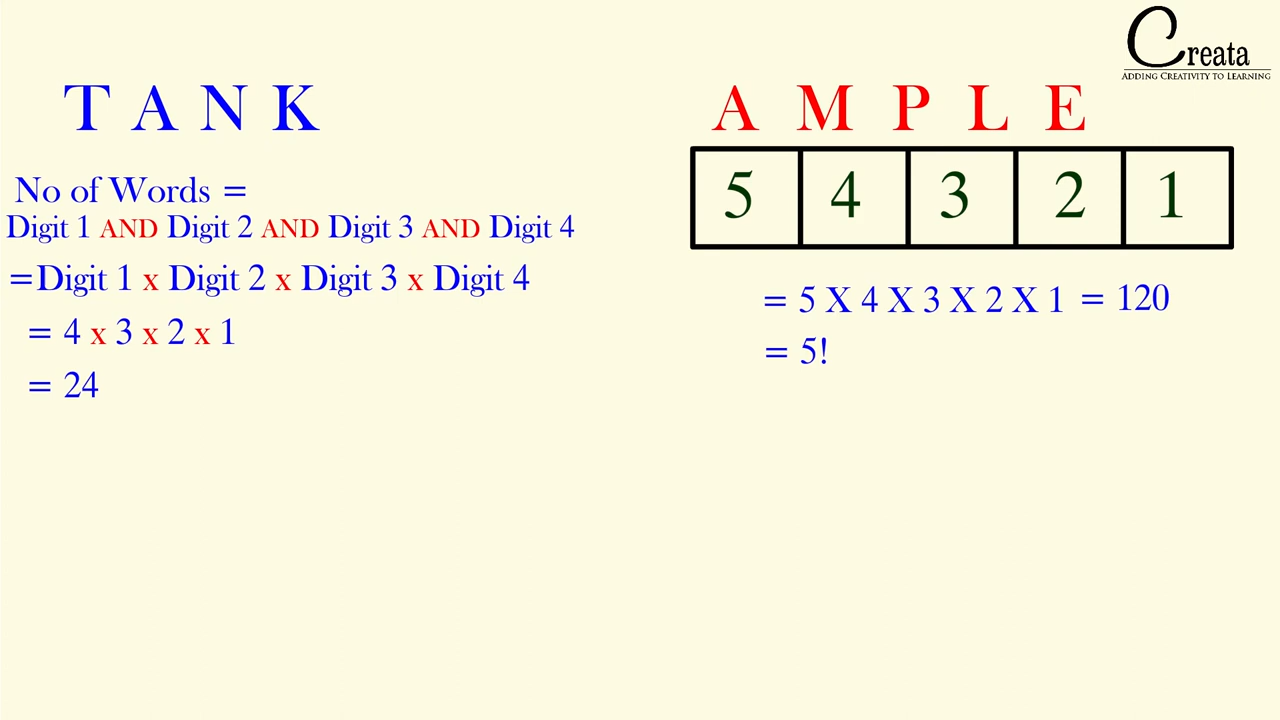 Creata
ADDING CREATIVITY TO LEARNING
T A N K
No of Words =
Digit 1 AND Digit 2 AND Digit 3 AND Digit 4
=Digit 1 x Digit 2 x Digit 3 x Digit 4
= 4 x 3 x 2 x 1
= 24
A M P L E
5 4 3 2 1
= 5 X 4 X 3 X 2 X 1 = 120
= 5!